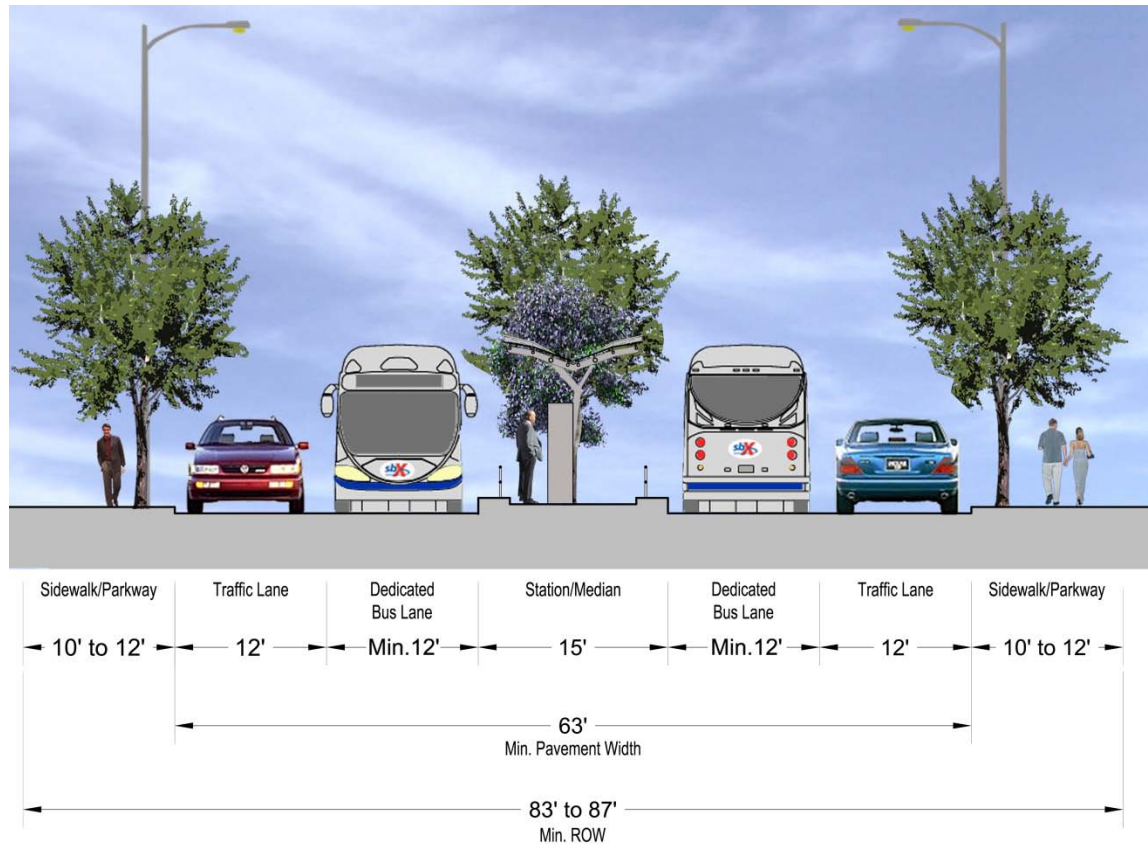 sbX
sbX
Sidewalk/Parkway
Traffic Lane
Dedicated
Bus Lane
Station/Median
Dedicated
Bus Lane
Traffic Lane
Sidewalk/Parkway
10' to 12'
12'
Min.12'
15'
Min.12'
12'
10' to 12'
63'
Min. Pavement Width
83' to 87'
Min. ROW